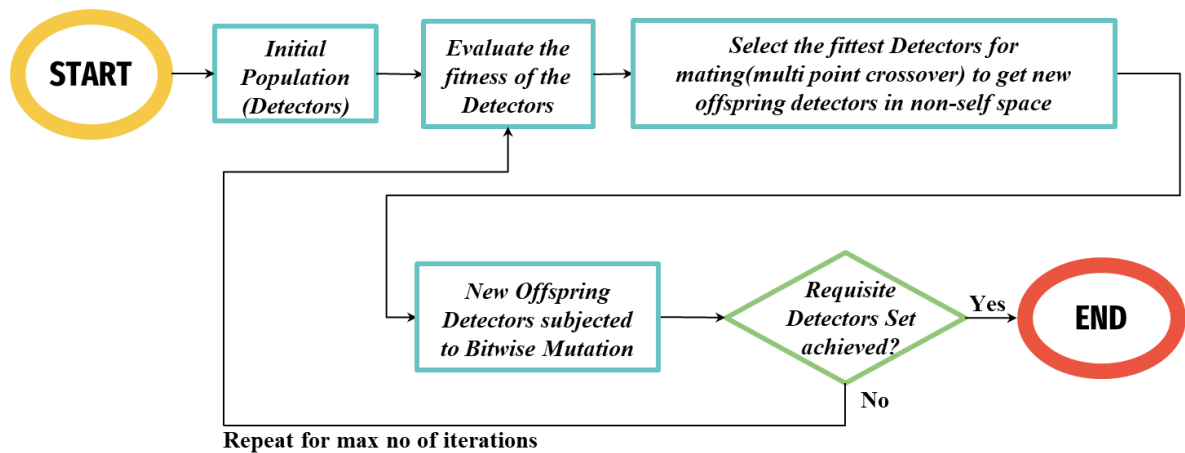 START
Initial
Population
(Detectors)
Evaluate the
fitness of the
Detectors
Select the fittest Detectors for
mating(multi point crossover) to get new
offspring detectors in non-self space
New Offspring
Detectors subjected
to Bitwise Mutation
Requisite
Detectors Set
achieved?
Yes
END
No
Repeat for max no of iterations